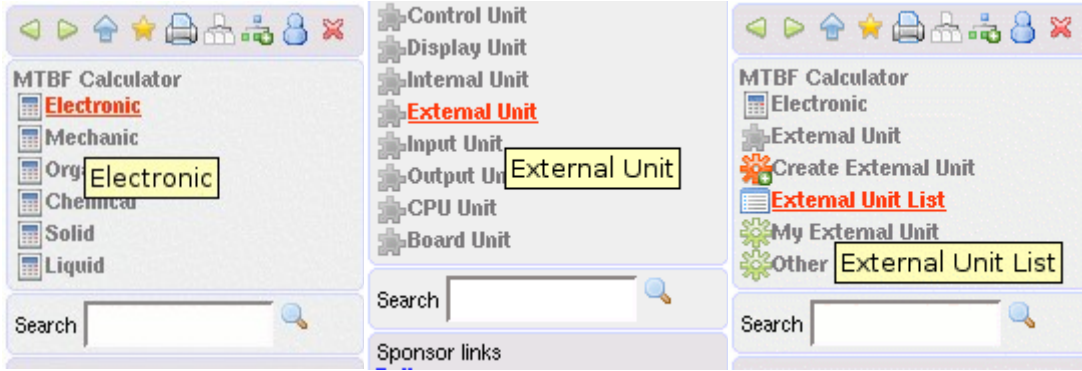 MTBF Calculator
Electronic
Mechanic
Electronic
Chemical
Solid
Liquid
Search
Control Unit
Display Unit
Internal Unit
External Unit
Input Unit
External Unit
Output Un
CPU Unit
Board Unit
Search
Sponsor links
MTBF Calculator
Electronic
External Unit
Create External Unit
External Unit List
My External Unit
Other
External Unit List
Search